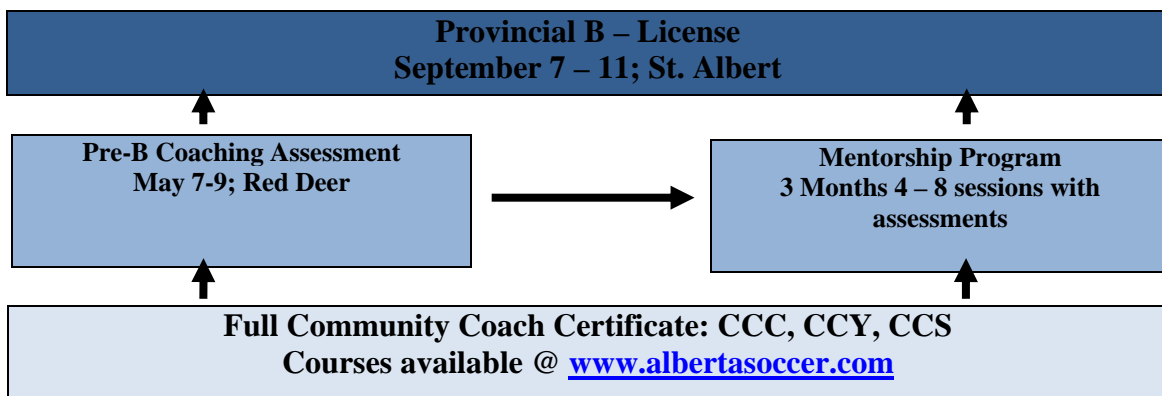 Provincial B – License
September 7 – 11; St. Albert
Pre-B Coaching Assessment
May 7-9; Red Deer
Mentorship Program
3 Months 4 – 8 sessions with
assessments
Full Community Coach Certificate: CCC, CCY, CCS
Courses available @ www.albertasoccer.com